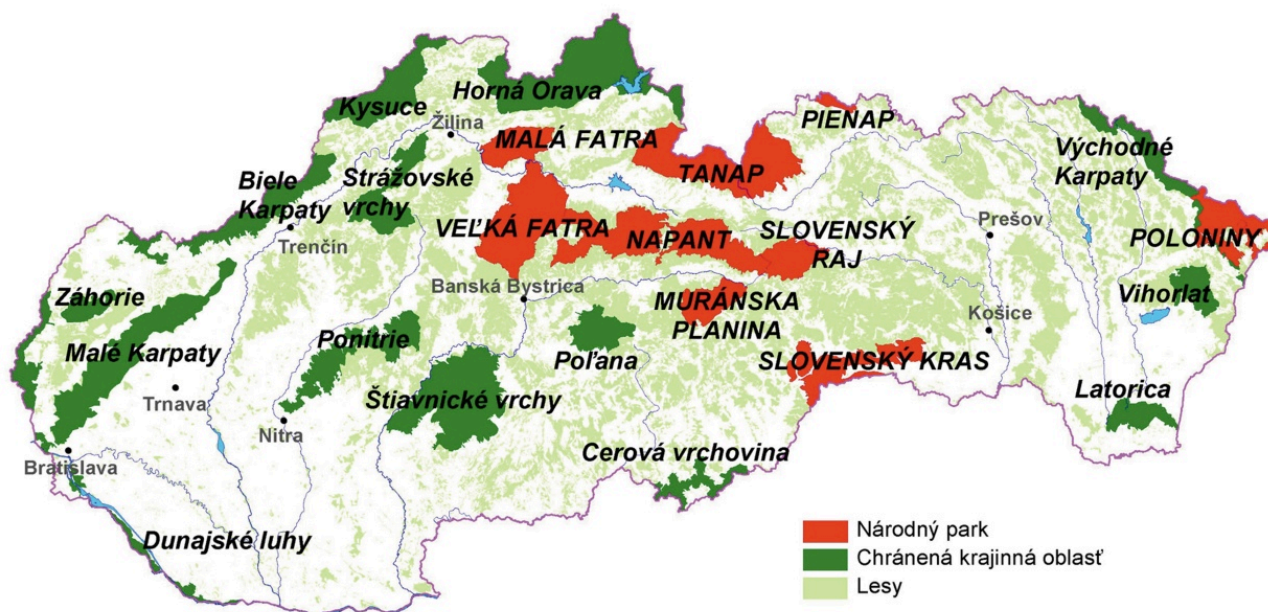 Horná Orava
Kysuce
Žilina
PIENAP
MALÁ FATRA
Východné
Karpaty
TANAP
Strážovské
vrchy
Biele
Karpaty
Trenčín
VEĽKÁ FATRA
NAPANT
SLOVENSKÝ
RAJ
Prešov
POLONINY
Banská Bystrica
MURÁNSKA
PLANINA
Vihorlat
Záhorie
Košice
Ponitrie
Malé Karpaty
Poľana
SLOVENSKÝ KRAS
Trnava
Štiavnické vrchy
Latorica
Nitra
Cerová vrchovina
Bratislava
Dunajské luhy
Národný park
Chránená krajinná oblasť
Lesy